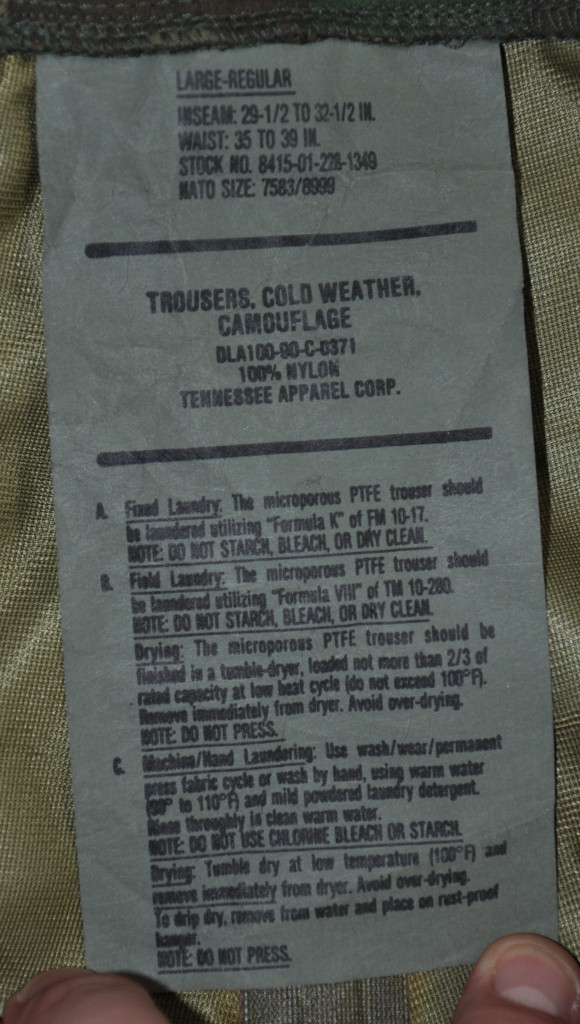 LARGE-REGULAR
INSEAM: 29-1/2 TO 32-1/2 IN.
WAIST: 35 TO 39 IN.
STOCK NO. 8415-01-228-1349
NATO SIZE: 7583/8999
TROUSERS, COLD WEATHER,
CAMOUFLAGE
DLA100-90-C-0371
100% NYLON
TENNESSEE APPAREL CORP.
A. Fixed Laundry: The microporous PTFE trouser should
be laundered utilizing "Formula K" of FM 10-17.
NOTE: DO NOT STARCH, BLEACH, OR DRY CLEAN.
B. Field Laundry: The microporous PTFE trouser should
be laundered utilizing "Formula VIII" of TM 10-280.
NOTE: DO NOT STARCH, BLEACH, OR DRY CLEAN.
Drying: The microporous PTFE trouser should be
finished in a tumble-dryer, loaded not more than 2/3 of
rated capacity at low heat cycle (do not exceed 100°F).
Remove immediately from dryer. Avoid over-drying.
NOTE: DO NOT PRESS.
C. Machine/Hand Laundering: Use wash/wear/permanent
press fabric cycle or wash by hand, using warm water
(90° to 110°F) and mild powdered laundry detergent.
Rinse throughly in clean warm water.
NOTE: DO NOT USE CHLORINE BLEACH OR STARCH.
Drying: Tumble dry at low temperature (100°F) and
remove immediately from dryer. Avoid over-drying.
To drip dry, remove from water and place on rust-proof
hanger.
NOTE: DO NOT PRESS.